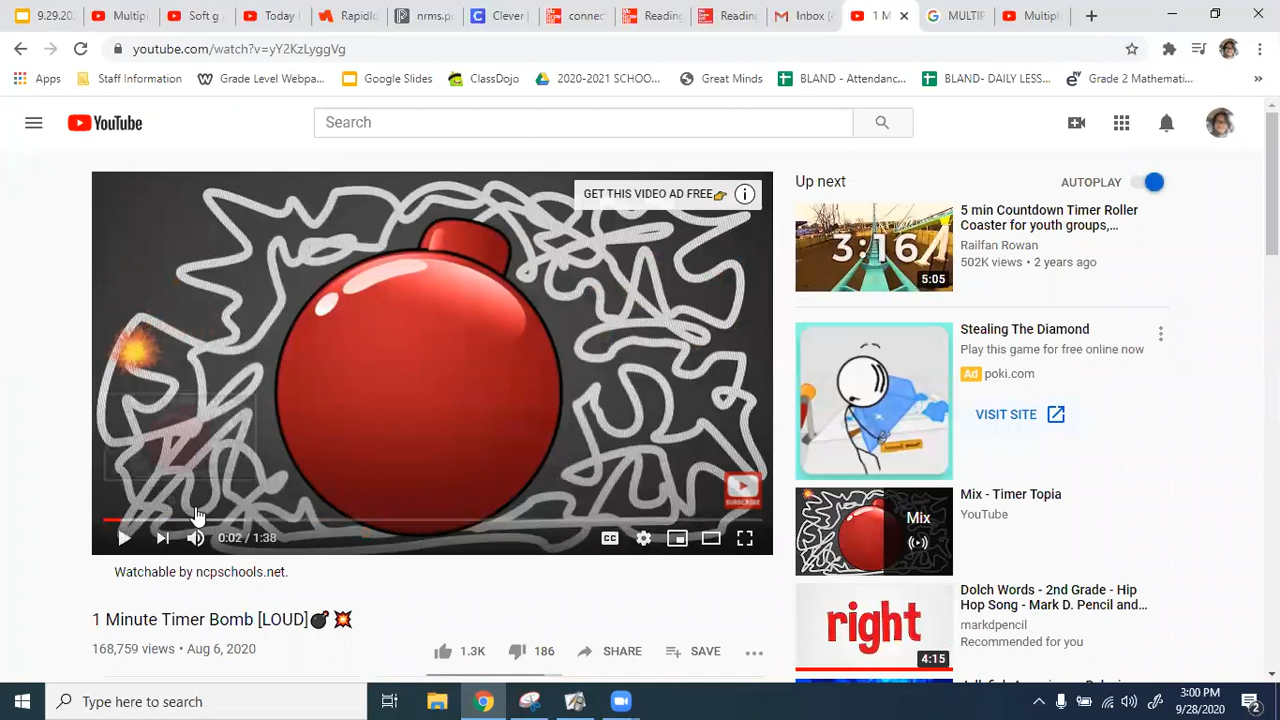 9.29.20
Multip
Soft g
Today
RapidId
nrms.p
Clever
connec
Reading
Reading
Inbox (
1 M
MULTIP
Multipl
youtube.com/watch?v=yY2KzLyggVg
Apps
Staff Information
Grade Level Webpa...
Google Slides
ClassDojo
2020-2021 SCHOO...
Great Minds
BLAND - Attendanc...
BLAND- DAILY LESS...
Grade 2 Mathemati...
YouTube
Search
GET THIS VIDEO AD FREE👉
SUBSCRIBE
CC
0:02 / 1:38
Watchable by ncpschools.net.
1 Minute Timer Bomb [LOUD]💣 💥
168,759 views • Aug 6, 2020
1.3K
186
SHARE
SAVE
Up next
AUTOPLAY
3:16
05:05
5 min Countdown Timer Roller
Coaster for youth groups,...
Railfan Rowan
502K views • 2 years ago
Stealing The Diamond
Play this game for free online now
Ad poki.com
VISIT SITE
Mix
Mix - Timer Topia
YouTube
right
4:15
Dolch Words - 2nd Grade - Hip
Hop Song - Mark D. Pencil and...
markdpencil
Recommended for you
Type here to search
3:00 PM
9/28/2020
2